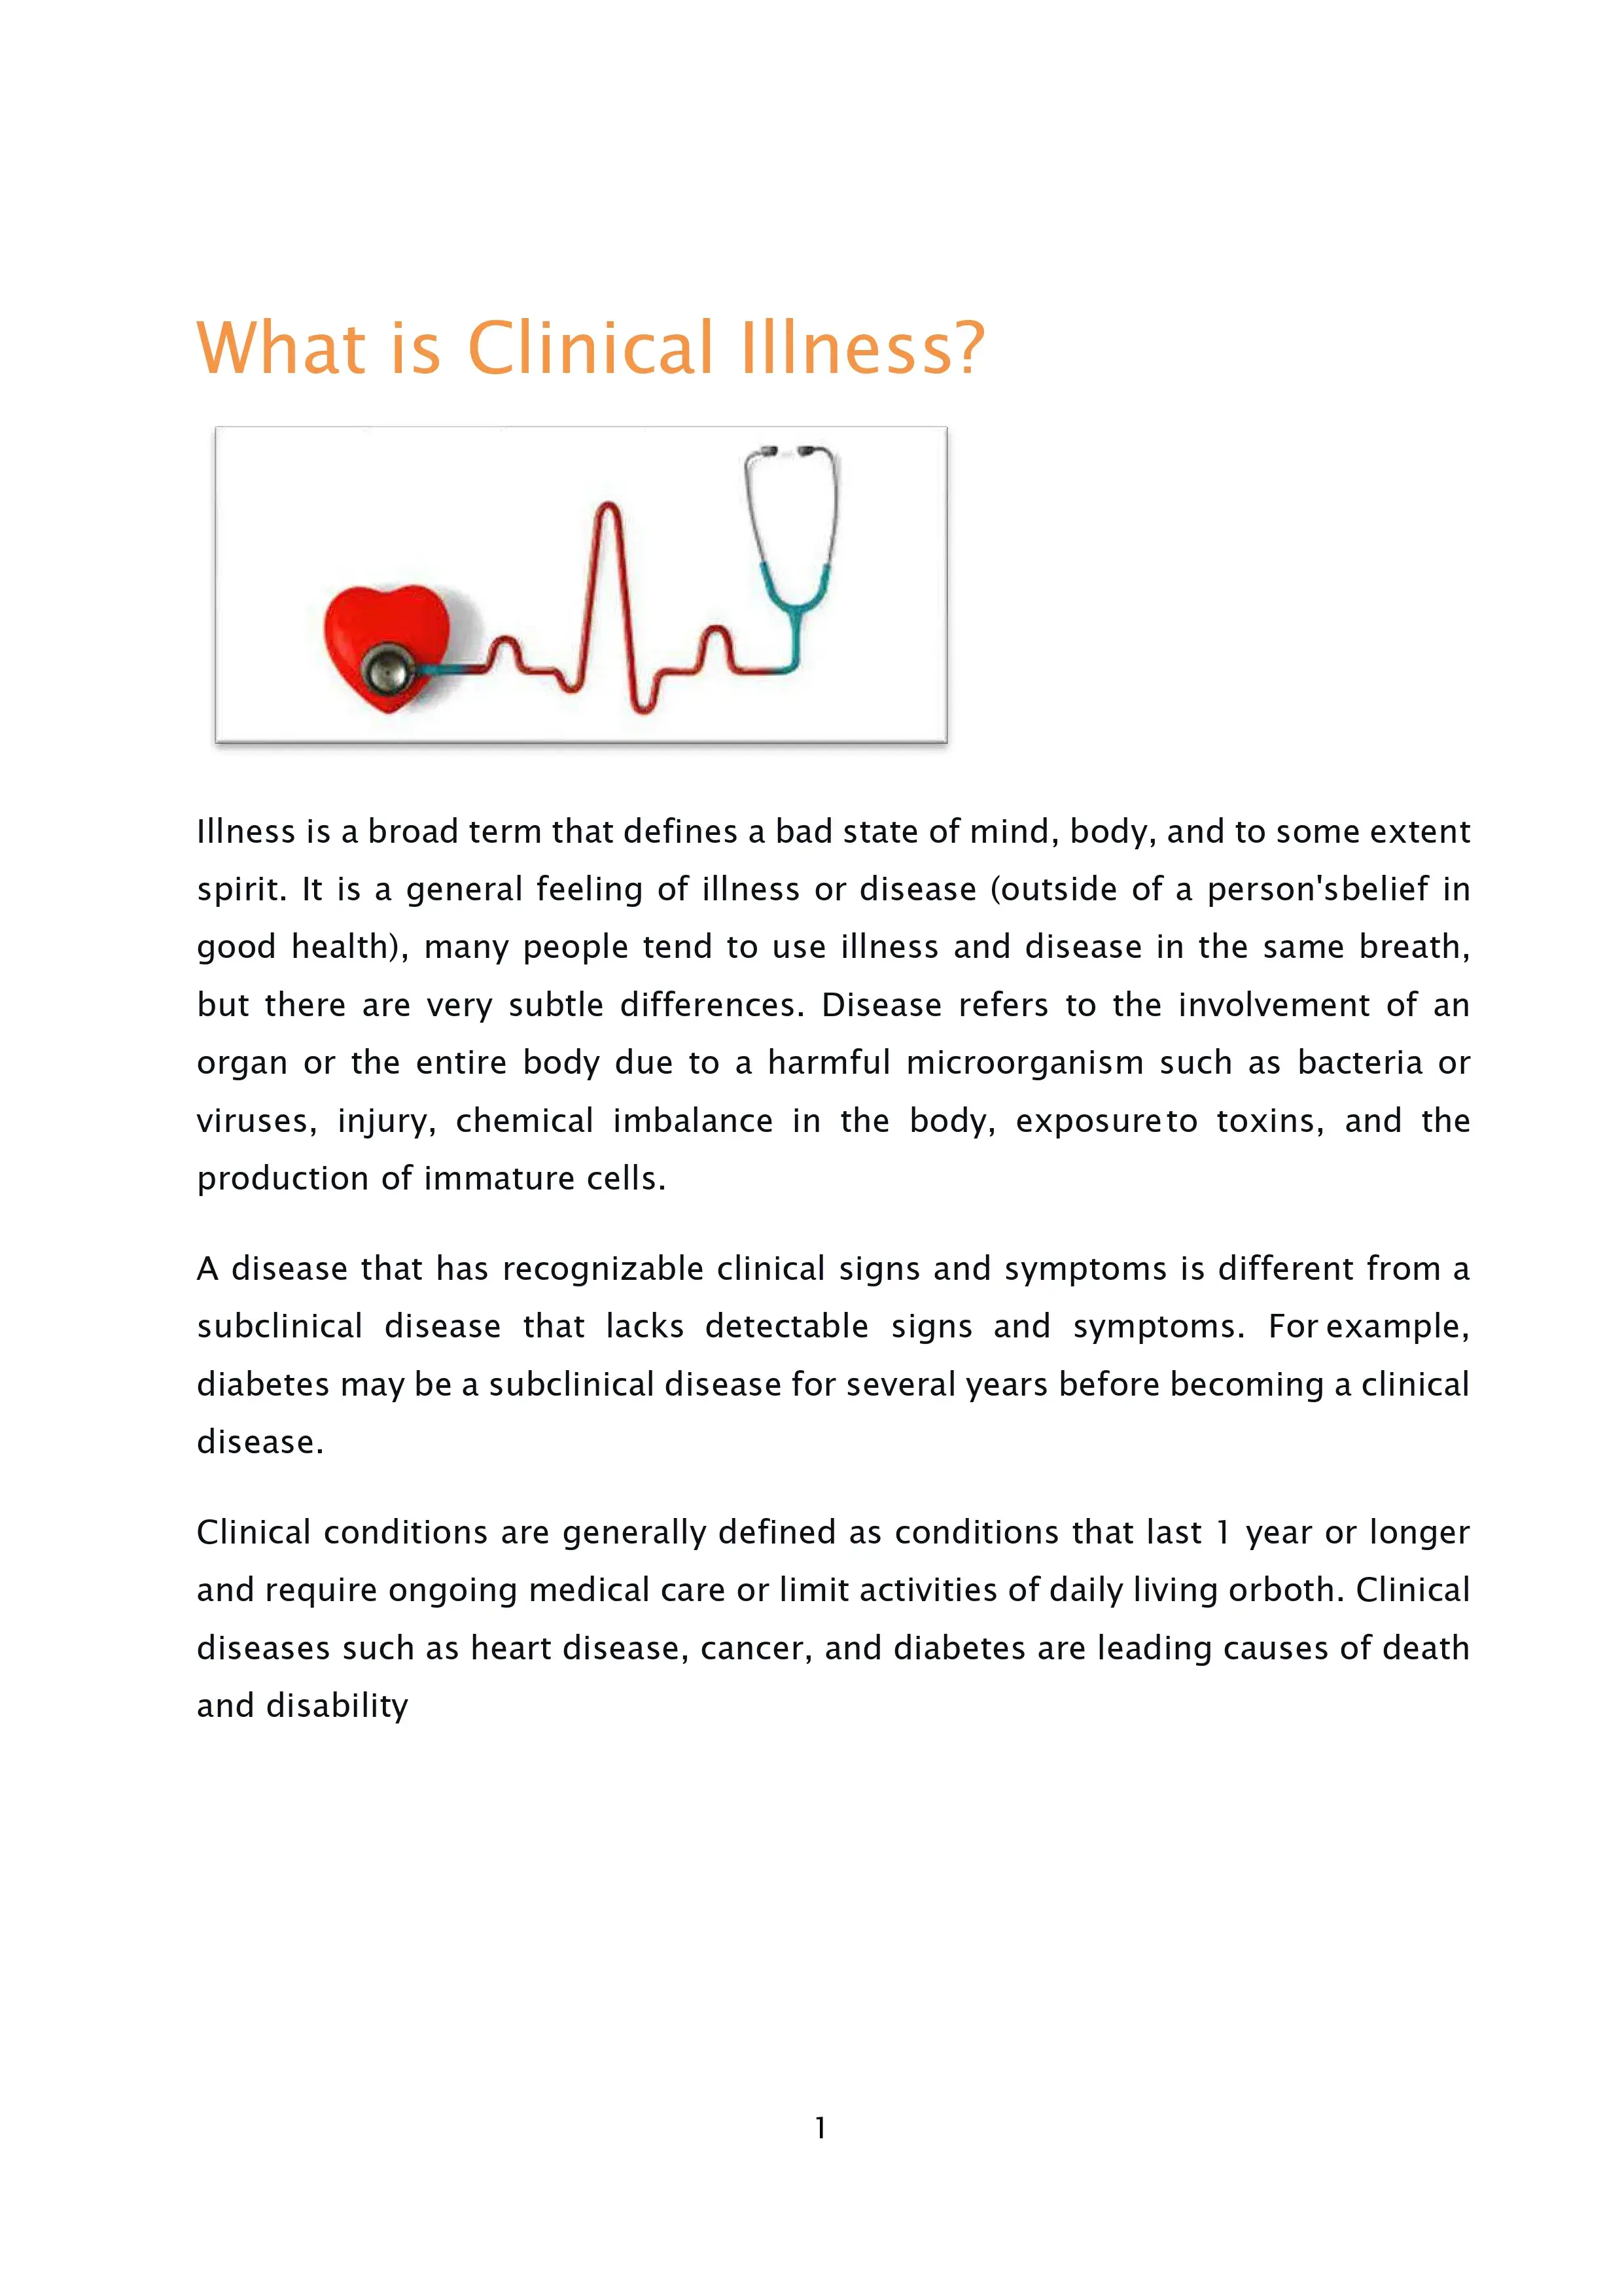 What is Clinical Illness?
Illness is a broad term that defines a bad state of mind, body, and to some extent
spirit. It is a general feeling of illness or disease (outside of a person'sbelief in
good health), many people tend to use illness and disease in the same breath,
but there are very subtle differences. Disease refers to the involvement of an
organ or the entire body due to a harmful microorganism such as bacteria or
viruses, injury, chemical imbalance in the body, exposureto toxins, and the
production of immature cells.
A disease that has recognizable clinical signs and symptoms is different from a
subclinical disease that lacks detectable signs and symptoms. For example,
diabetes may be a subclinical disease for several years before becoming a clinical
disease.
Clinical conditions are generally defined as conditions that last 1 year or longer
and require ongoing medical care or limit activities of daily living orboth. Clinical
diseases such as heart disease, cancer, and diabetes are leading causes of death
and disability
1